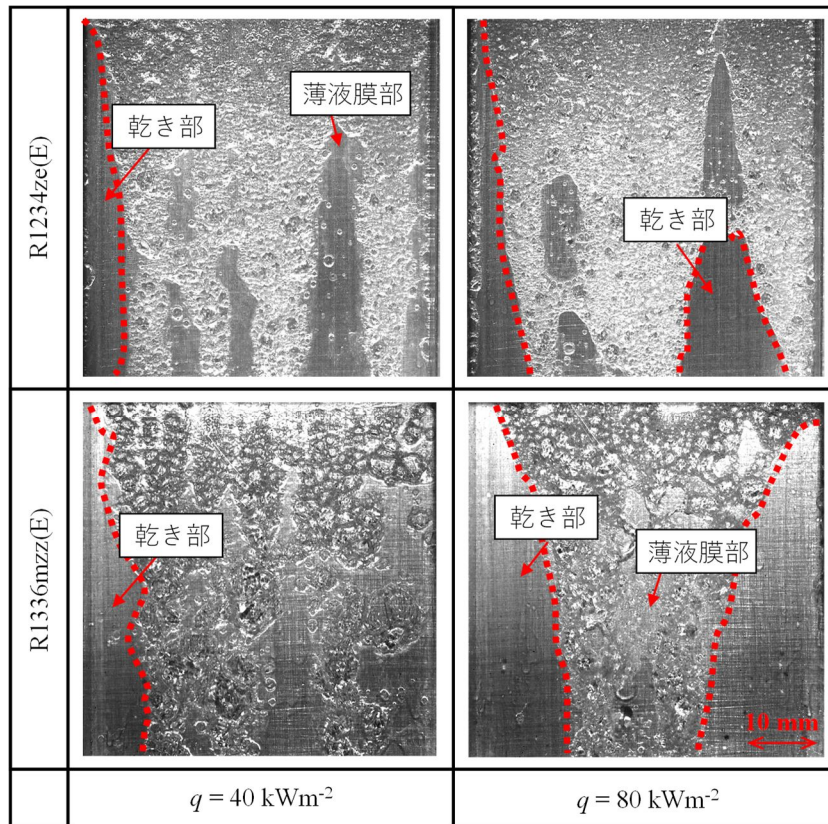 R1234ze(E)
乾き部
薄液膜部
乾き部
R1336mzz(E)
乾き部
乾き部
薄液膜部
10 mm
q = 40 kWm-2
q = 80 kWm-2